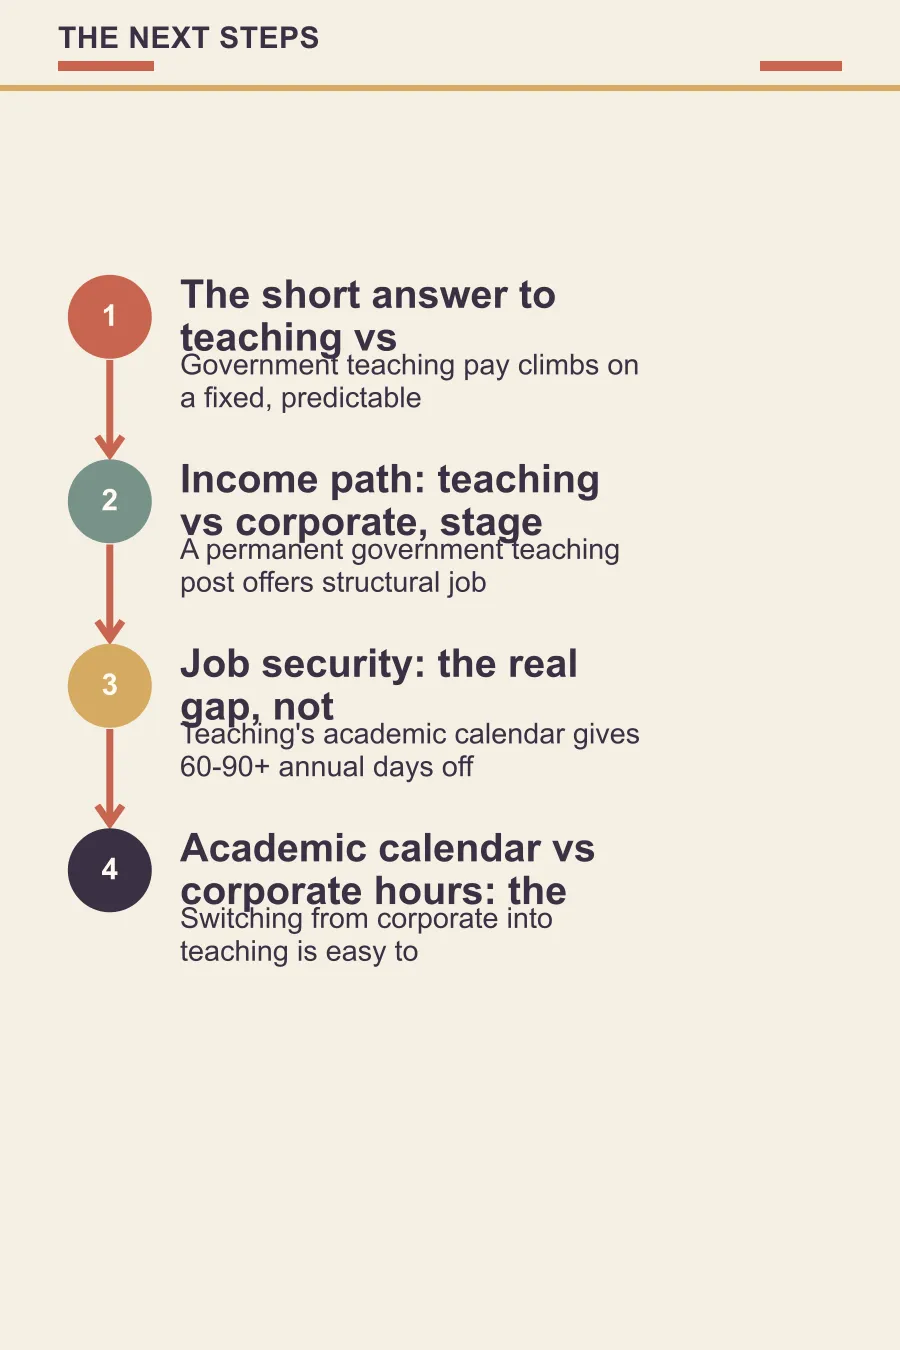 THE NEXT STEPS
1
The short answer to
teaching vs
Government teaching pay climbs on
a fixed, predictable
2
Income path: teaching
vs corporate, stage
A permanent government teaching
post offers structural job
3
Job security: the real
gap, not
Teaching's academic calendar gives
60-90+ annual days off
4
Academic calendar vs
corporate hours: the
Switching from corporate into
teaching is easy to